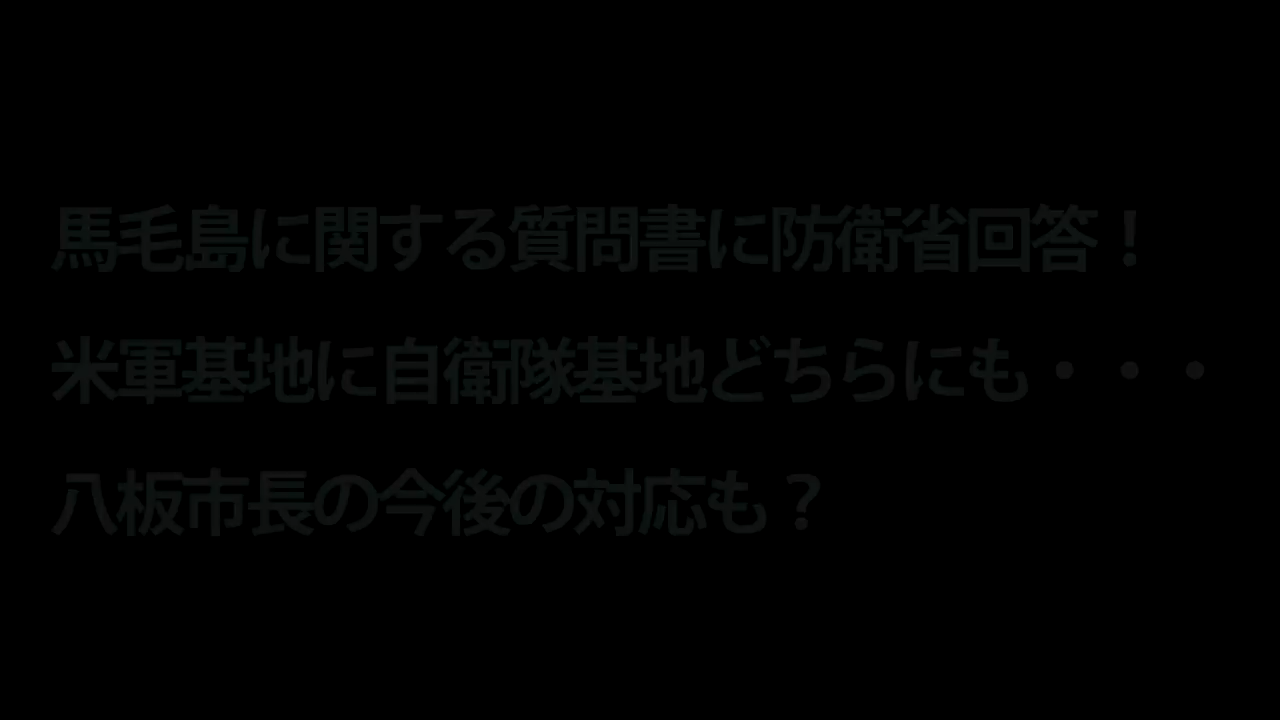 馬毛島に関する質問書に防衛省回答！
米軍基地に自衛隊基地どちらにも・・・
八板市長の今後の対応も？